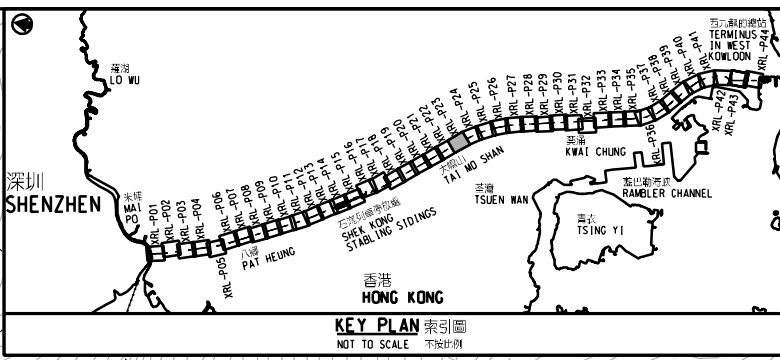 西九龍的總站
TERMINUS
IN WEST
KOWLOON
羅湖
LO WU
深圳
SHENZHEN
米埔
MAI
PO
XRL-P01
XRL-P02
XRL-P03
XRL-P04
XRL-P05
XRL-P06
XRL-P07
XRL-P08
XRL-P09
XRL-P10
XRL-P11
XRL-P12
XRL-P13
XRL-P14
XRL-P15
XRL-P16
XRL-P17
XRL-P18
XRL-P19
XRL-P20
XRL-P21
XRL-P22
XRL-P23
XRL-P24
XRL-P25
XRL-P26
XRL-P27
XRL-P28
XRL-P29
XRL-P30
XRL-P31
XRL-P32
XRL-P33
XRL-P34
XRL-P35
XRL-P36
XRL-P37
XRL-P38
XRL-P39
XRL-P40
XRL-P41
XRL-P42
XRL-P43
XRL-P44
八鄉
PAT HEUNG
SHEK KONG
STABLING SIDINGS
大帽山
TAI MO SHAN
葵涌
KWAI CHUNG
荃灣
TSUEN WAN
藍巴勒海峽
RAMBLER CHANNEL
青衣
TSING YI
香港
HONG KONG
KEY PLAN 索引圖
NOT TO SCALE 不按比例